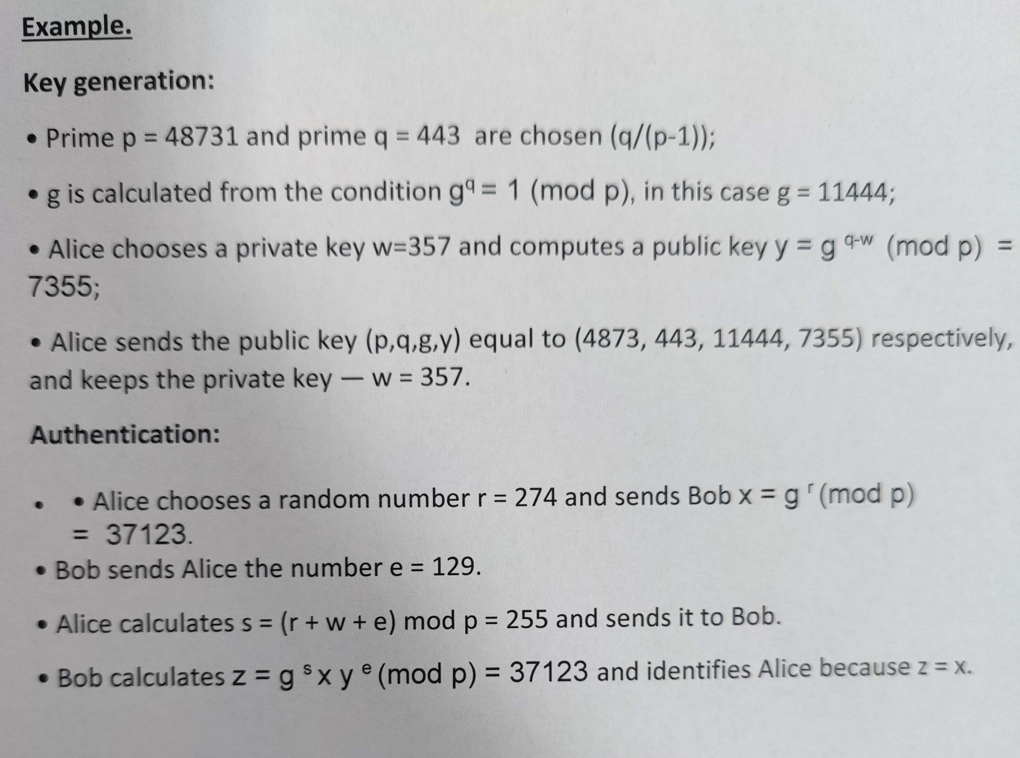 Example.
Key generation:
• Prime p = 48731 and prime q = 443 are chosen (q/(p-1));
• g is calculated from the condition gq = 1 (mod p), in this case g = 11444;
• Alice chooses a private key w=357 and computes a public key y = g q-w (mod p) =
7355;
• Alice sends the public key (p,q,g,y) equal to (4873, 443, 11444, 7355) respectively,
and keeps the private key — w = 357.
Authentication:
• • Alice chooses a random number r = 274 and sends Bob x = g r (mod p)
= 37123.
• Bob sends Alice the number e = 129.
• Alice calculates s = (r + w + e) mod p = 255 and sends it to Bob.
• Bob calculates z = g s x y e (mod p) = 37123 and identifies Alice because z = x.